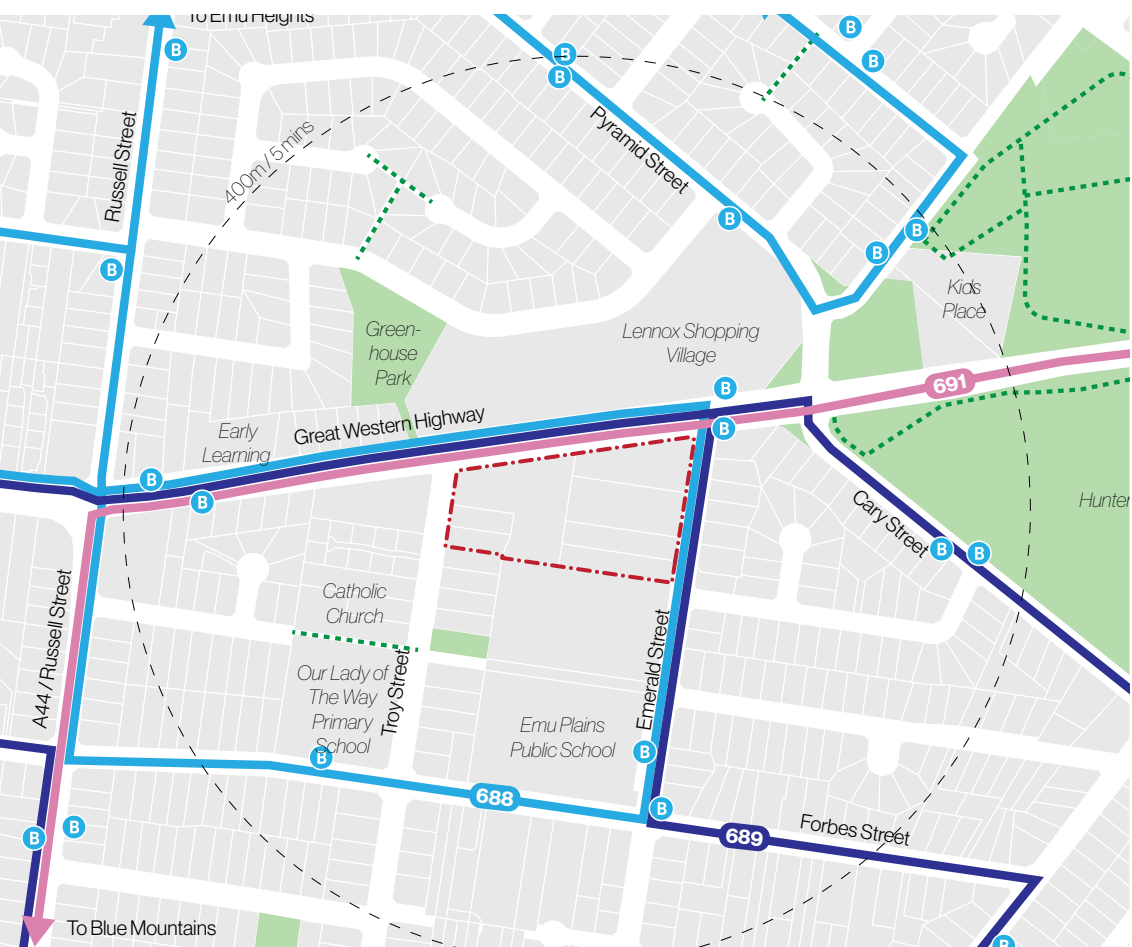 To Emu Heights
B
B
B
B
B
Russell Street
400m / 5 mins
Pyramid Street
B
B
B
B
Kids
Place
Green-
house
Park
Lennox Shopping
Village
691
B
B
Early
Learning
Great Western Highway
B
B
Hunter
Cary Street
B
B
Catholic
Church
A44 / Russell Street
Our Lady of
The Way
Primary
School
Troy Street
Emerald Street
Emu Plains
Public School
B
B
688
B
B
B
689
Forbes Street
To Blue Mountains
B